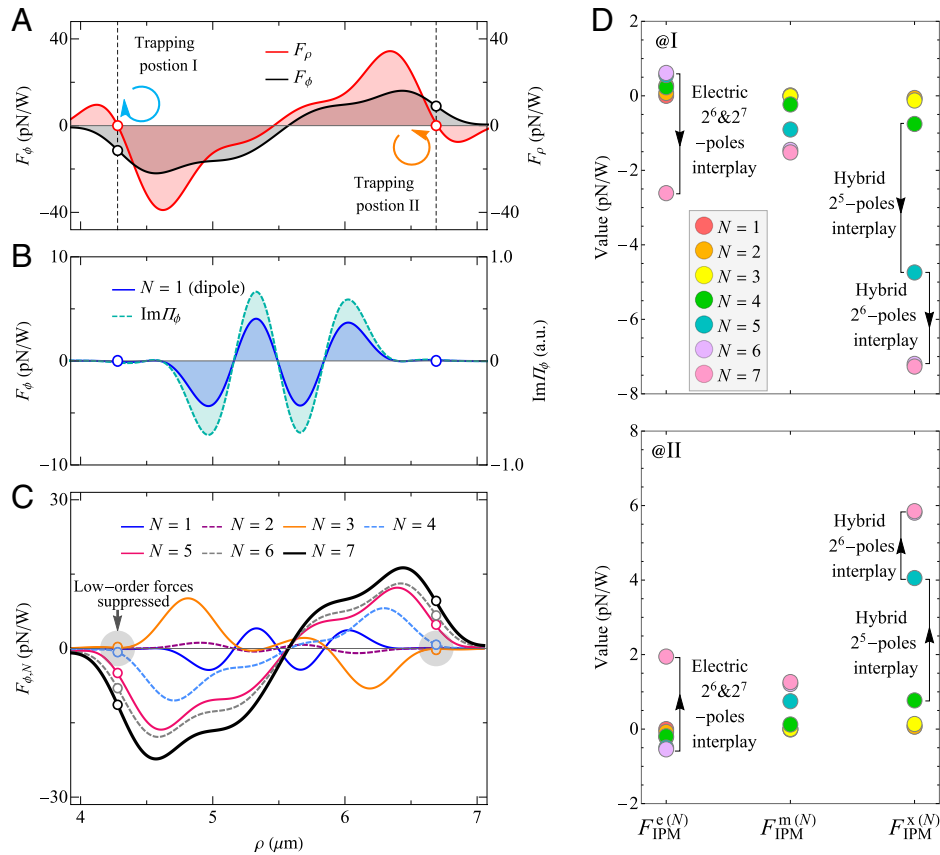 A
40
0
−40
F_ϕ (pN/W)
Trapping
postion I
F_ρ
F_ϕ
Trapping
postion II
40
0
−40
F_ρ (pN/W)
B
10
0
−10
F_ϕ (pN/W)
N = 1 (dipole)
ImΠ_ϕ
1.0
0
−1.0
ImΠ_ϕ (a.u.)
C
30
0
−30
F_ϕ,N (pN/W)
N = 1 N = 2 N = 3 N = 4
N = 5 N = 6 N = 7
Low−order forces
suppressed
4 5 6 7
ρ (μm)
D
@I
2
0
−2
−4
−6
−8
Value (pN/W)
Electric
2^6&2^7
−poles
interplay
Hybrid
2^5−poles
interplay
Hybrid
2^6−poles
interplay
N = 1
N = 2
N = 3
N = 4
N = 5
N = 6
N = 7
@II
8
6
4
2
0
−2
Value (pN/W)
Hybrid
2^6−poles
interplay
Hybrid
2^5−poles
interplay
Electric
2^6&2^7
−poles
interplay
F_IPM^e (N) F_IPM^m (N) F_IPM^x (N)